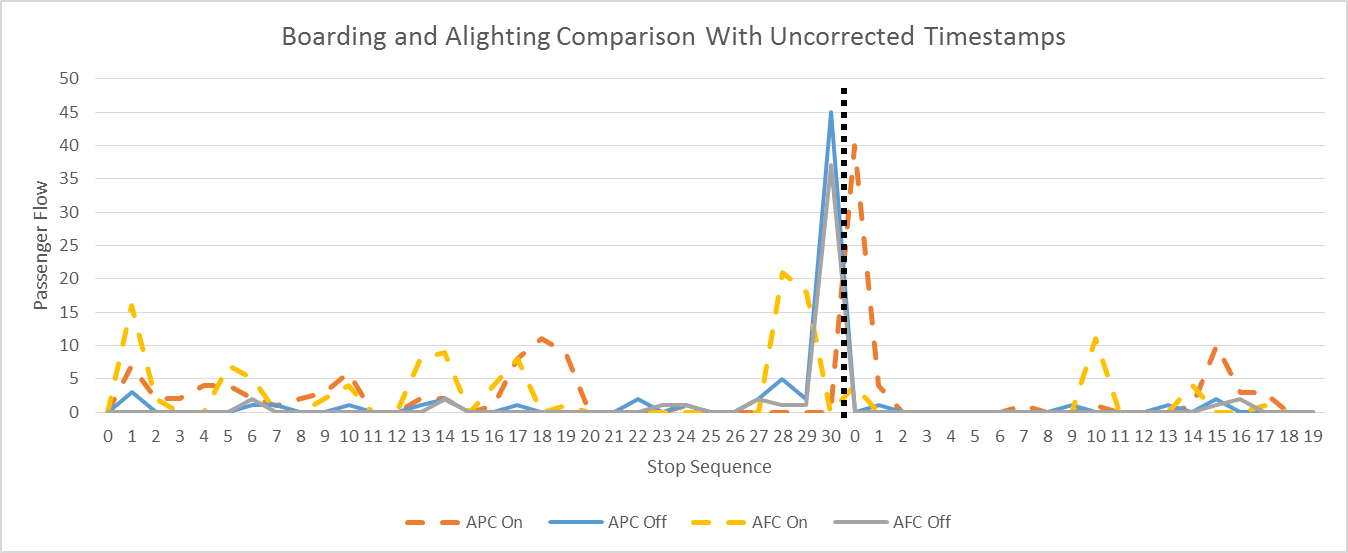 Boarding and Alighting Comparison With Uncorrected Timestamps
50
45
40
35
30
25
20
15
10
5
0
Passenger Flow
0 1 2 3 4 5 6 7 8 9 10 11 12 13 14 15 16 17 18 19 20 21 22 23 24 25 26 27 28 29 30 0 1 2 3 4 5 6 7 8 9 10 11 12 13 14 15 16 17 18 19
Stop Sequence
APC On APC Off AFC On AFC Off